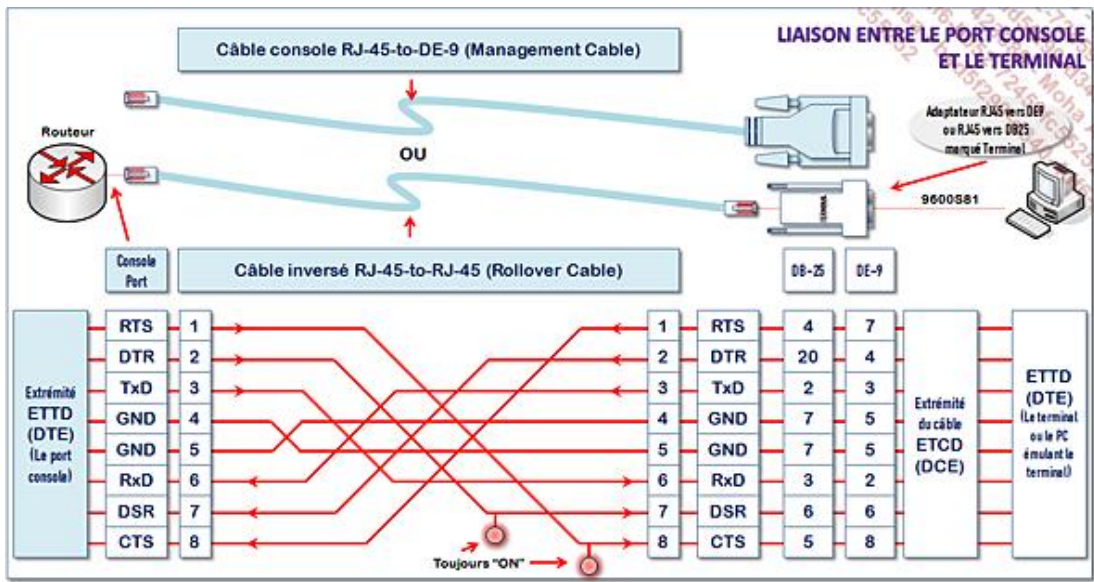 LIAISON ENTRE LE PORT CONSOLE
ET LE TERMINAL
Câble console RJ-45-to-DE-9 (Management Cable)
Adaptateur RJ45 vers DE9
ou RJ45 vers DB25
marqué Terminal
Routeur
OU
9600S81
Console
Port
Câble inversé RJ-45-to-RJ-45 (Rollover Cable)
DB-25
DE-9
RTS 1 1 RTS 4 7
DTR 2 2 DTR 20 4
TxD 3 3 TxD 2 3
GND 4 4 GND 7 5
GND 5 5 GND 7 5
RxD 6 6 RxD 3 2
DSR 7 7 DSR 6 6
CTS 8 8 CTS 5 8
Extrémité
ETTD
(DTE)
(Le port
console)
Extrémité
du câble
ETCD
(DCE)
ETTD
(DTE)
(Le terminal
ou le PC
émulant le
terminal)
Toujours "ON"